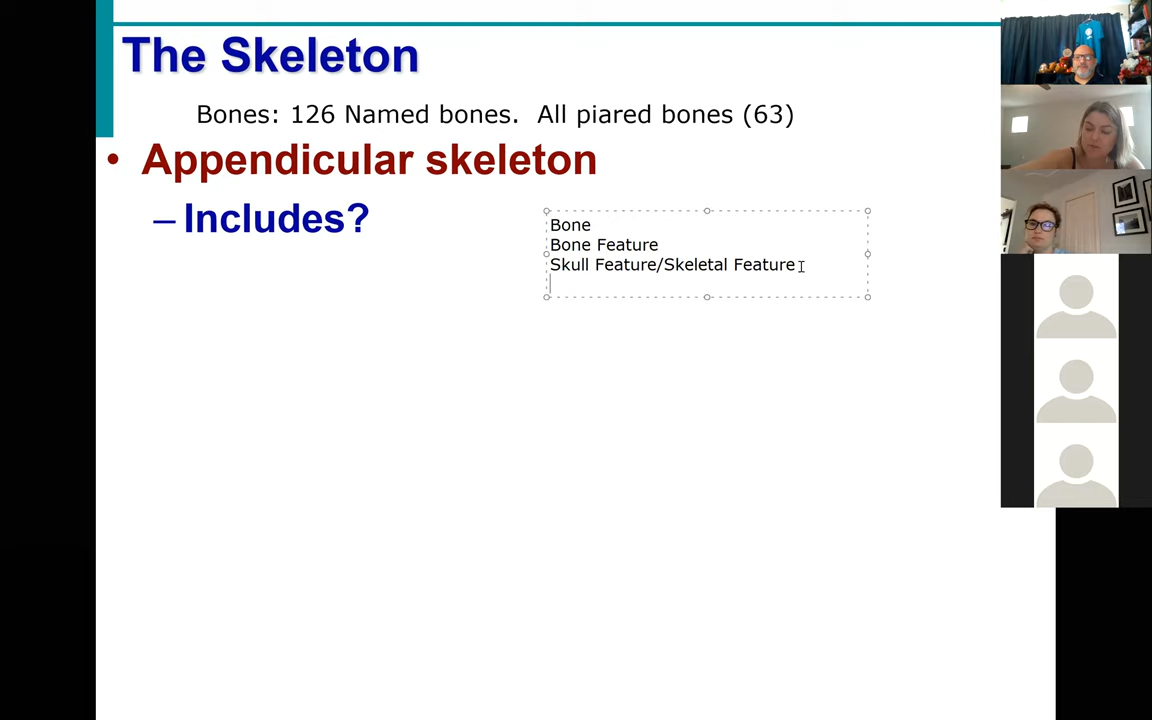 The Skeleton
Bones: 126 Named bones.  All piared bones (63)
• Appendicular skeleton
– Includes?
Bone
Bone Feature
Skull Feature/Skeletal Feature